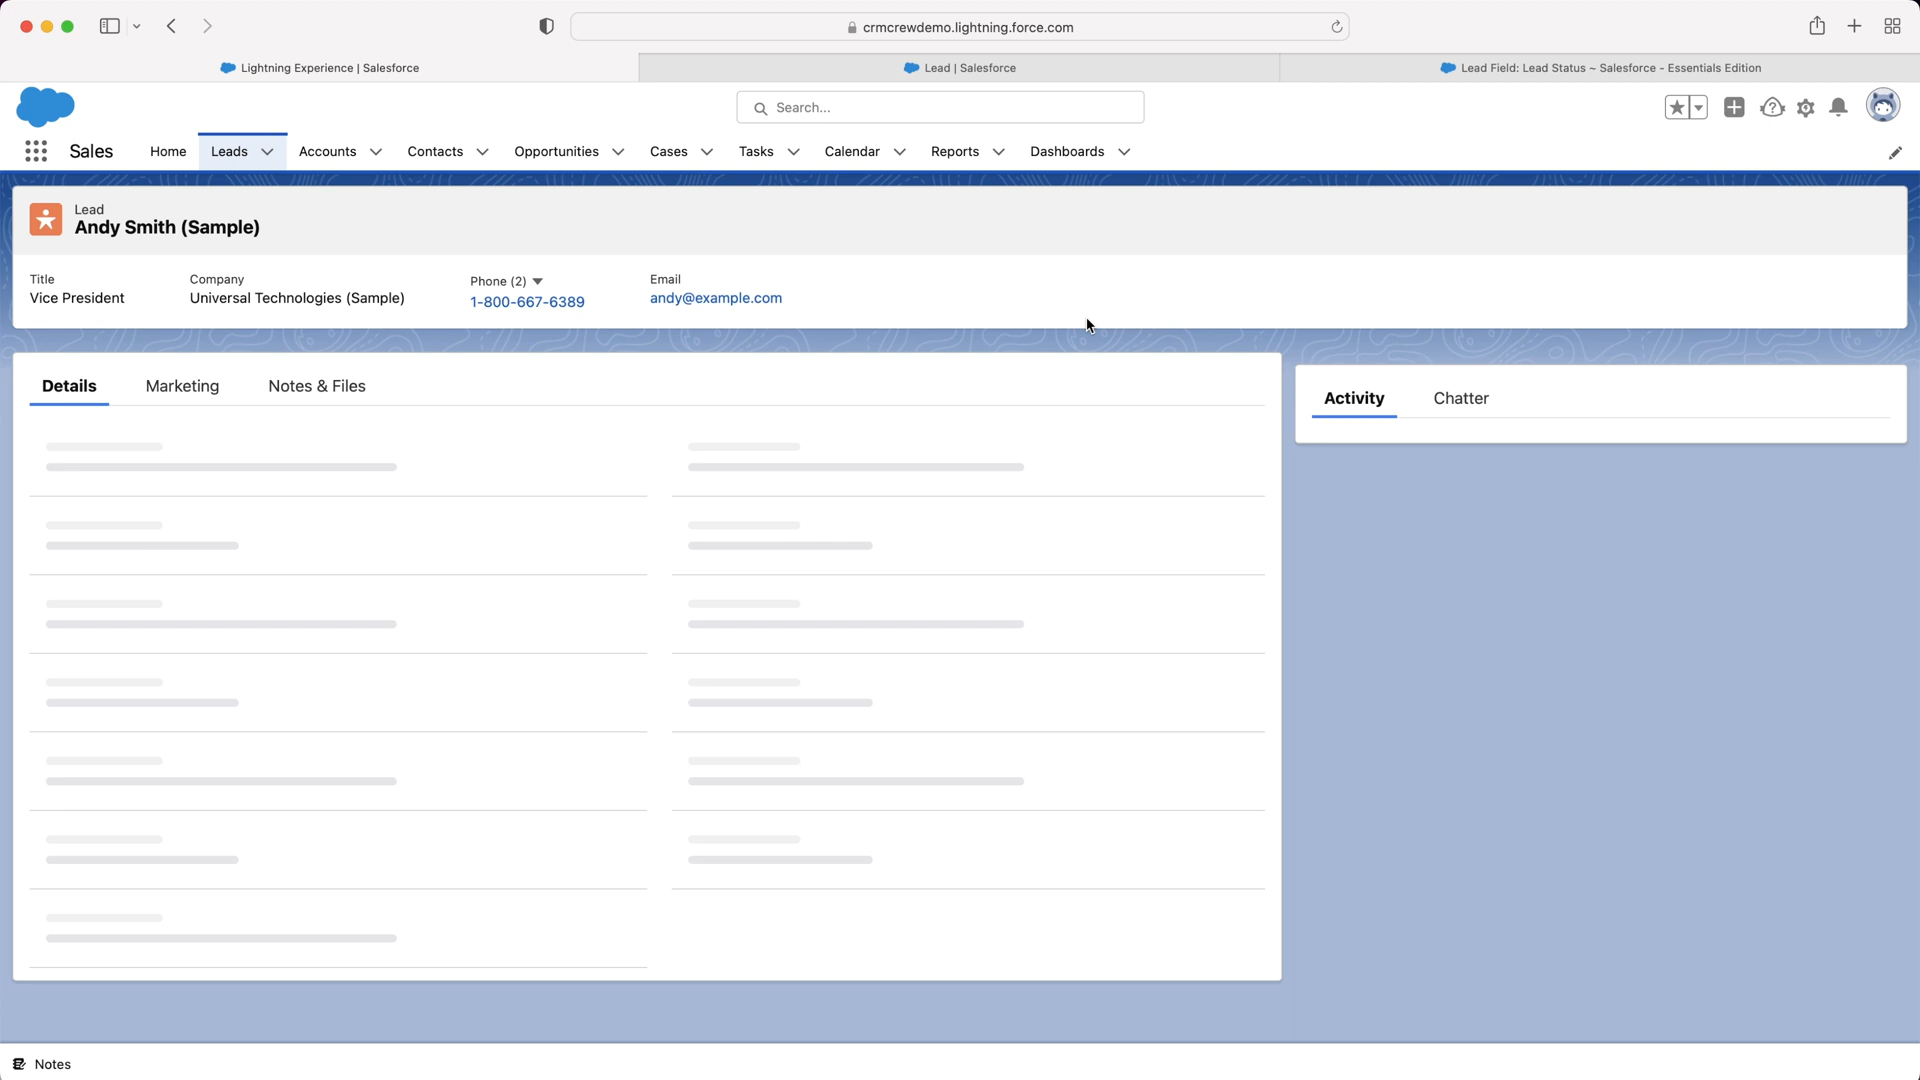 crmcrewdemo.lightning.force.com
Lightning Experience | Salesforce
Lead | Salesforce
Lead Field: Lead Status ~ Salesforce - Essentials Edition
Search...
Sales
Home
Leads
Accounts
Contacts
Opportunities
Cases
Tasks
Calendar
Reports
Dashboards
Lead
Andy Smith (Sample)
Title
Vice President
Company
Universal Technologies (Sample)
Phone (2)
1-800-667-6389
Email
andy@example.com
Details
Marketing
Notes & Files
Activity
Chatter
Notes